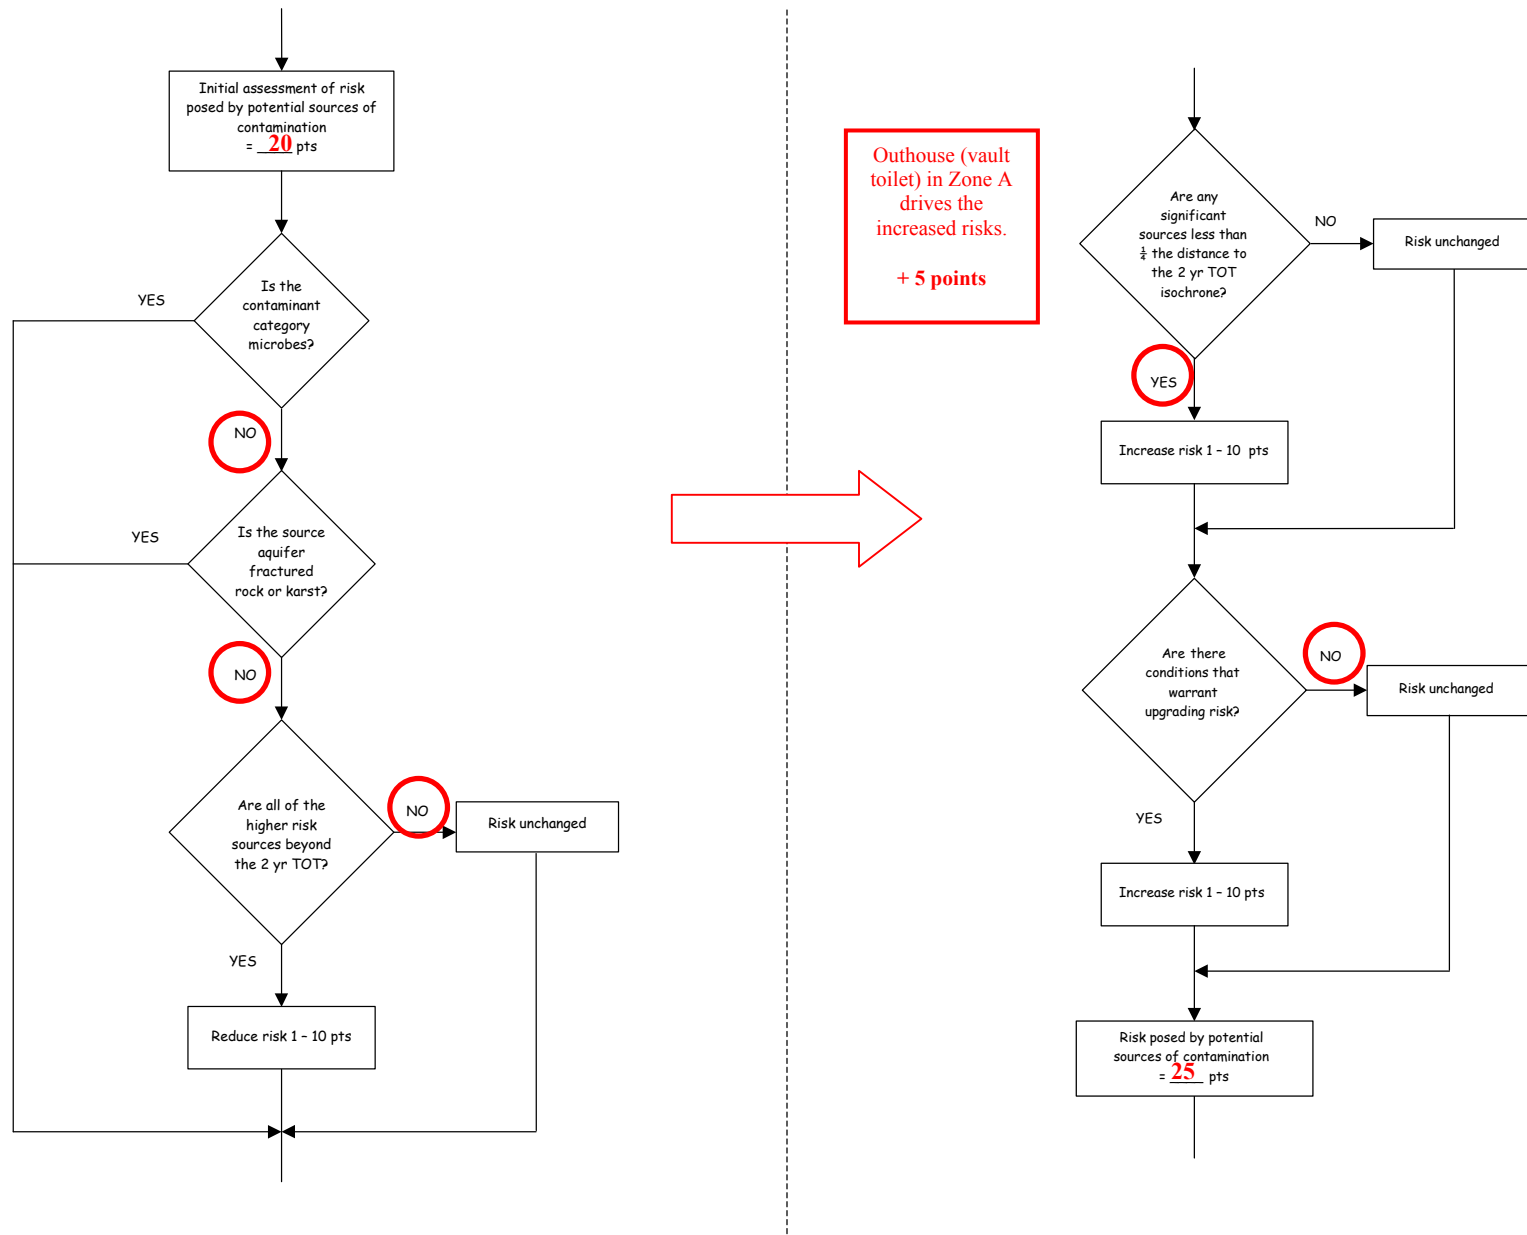 Initial assessment of risk
posed by potential sources of
contamination
= 20 pts
Is the
contaminant
category
microbes?
YES
NO
Is the source
aquifer
fractured
rock or karst?
YES
NO
Are all of the
higher risk
sources beyond
the 2 yr TOT?
NO
Risk unchanged
YES
Reduce risk 1 – 10 pts
Outhouse (vault
toilet) in Zone A
drives the
increased risks.
+ 5 points
Are any
significant
sources less than
¼ the distance to
the 2 yr TOT
isochrone?
NO
Risk unchanged
YES
Increase risk 1 – 10 pts
Are there
conditions that
warrant
upgrading risk?
NO
Risk unchanged
YES
Increase risk 1 – 10 pts
Risk posed by potential
sources of contamination
= 25 pts